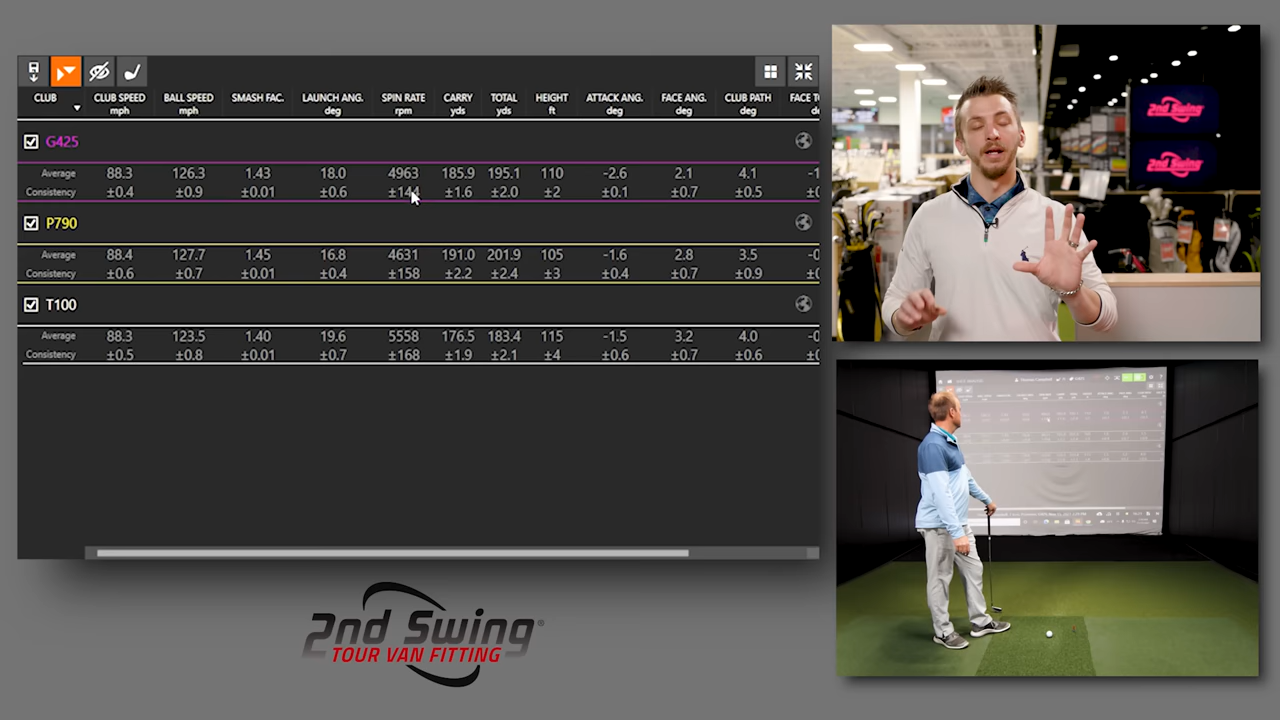 CLUB CLUB SPEED BALL SPEED SMASH FAC. LAUNCH ANG. SPIN RATE CARRY TOTAL HEIGHT ATTACK ANG. FACE ANG. CLUB PATH FACE
mph mph deg rpm yds yds ft deg deg deg
G425
Average 88.3 126.3 1.43 18.0 4963 185.9 195.1 110 -2.6 2.1 4.1
Consistency ±0.4 ±0.9 ±0.01 ±0.6 ±144 ±1.6 ±2.0 ±2 ±0.1 ±0.7 ±0.5
P790
Average 88.4 127.7 1.45 16.8 4631 191.0 201.9 105 -1.6 2.8 3.5
Consistency ±0.6 ±0.7 ±0.01 ±0.4 ±158 ±2.2 ±2.4 ±3 ±0.4 ±0.7 ±0.9
T100
Average 88.3 123.5 1.40 19.6 5558 176.5 183.4 115 -1.5 3.2 4.0
Consistency ±0.5 ±0.8 ±0.01 ±0.7 ±168 ±1.9 ±2.1 ±4 ±0.6 ±0.7 ±0.6
2nd Swing®
TOUR VAN FITTING
2nd Swing
2nd Swing